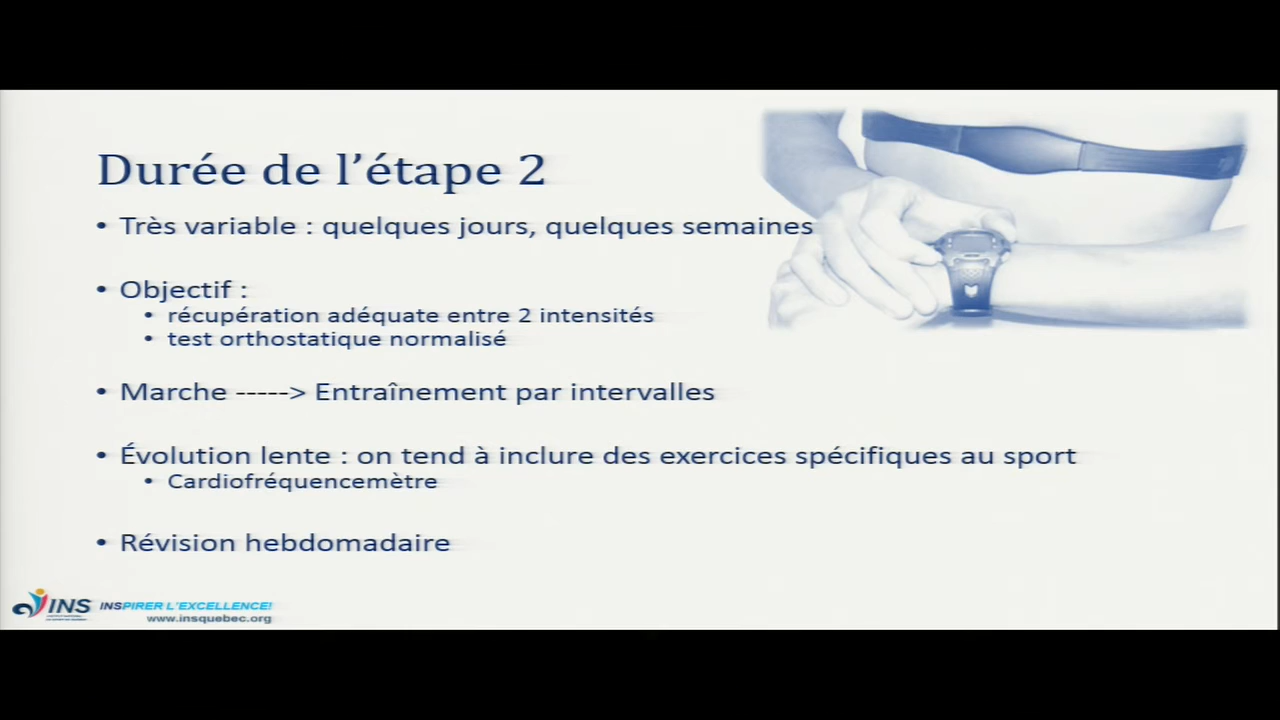 Durée de l’étape 2
• Très variable : quelques jours, quelques semaines
• Objectif :
• récupération adéquate entre 2 intensités
• test orthostatique normalisé
• Marche -----> Entraînement par intervalles
• Évolution lente : on tend à inclure des exercices spécifiques au sport
• Cardiofréquencemètre
• Révision hebdomadaire
INS INSPIRER L'EXCELLENCE!
www.insquebec.org